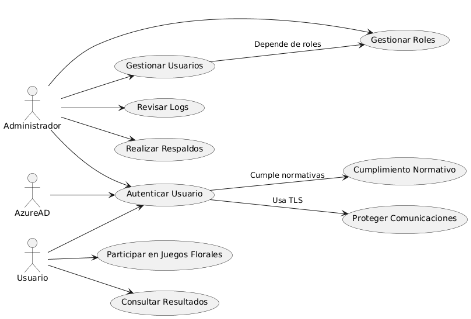 Gestionar Roles
Depende de roles
Gestionar Usuarios
Revisar Logs
Administrador
Realizar Respaldos
Cumplimiento Normativo
Cumple normativas
Autenticar Usuario
AzureAD
Usa TLS
Proteger Comunicaciones
Participar en Juegos Florales
Usuario
Consultar Resultados